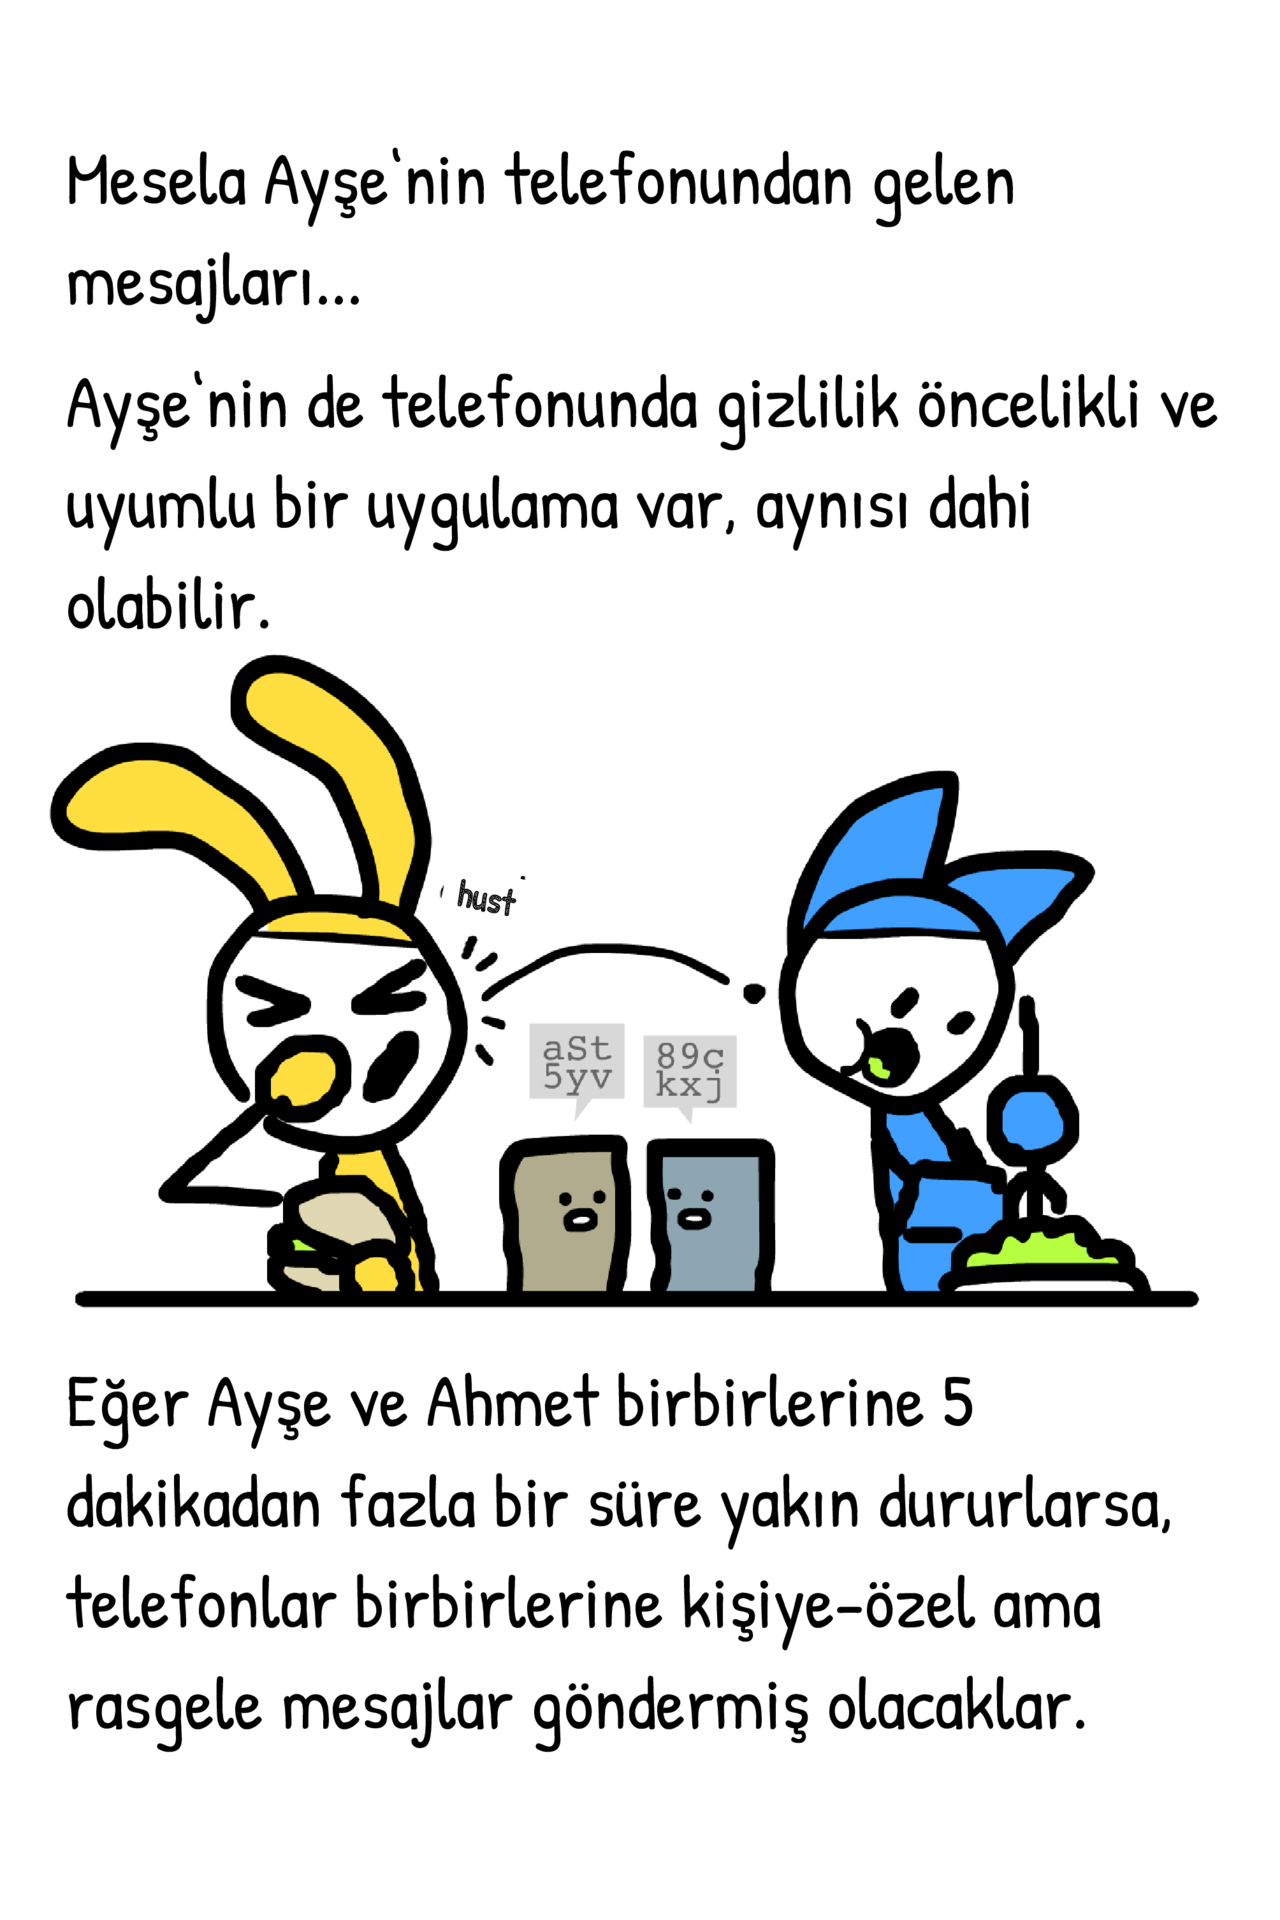 Mesela Ayşe'nin telefonundan gelen
mesajları...
Ayşe'nin de telefonunda gizlilik öncelikli ve
uyumlu bir uygulama var, aynısı dahi
olabilir.
hust
aSt
5yv
89ç
kxj
Eğer Ayşe ve Ahmet birbirlerine 5
dakikadan fazla bir süre yakın dururlarsa,
telefonlar birbirlerine kişiye-özel ama
rasgele mesajlar göndermiş olacaklar.